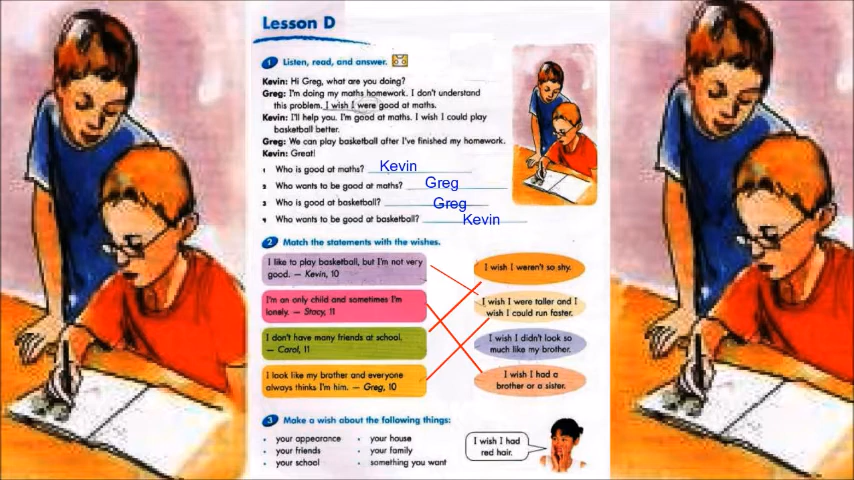 Lesson D
1 Listen, read, and answer.
Kevin: Hi Greg, what are you doing?
Greg: I'm doing my maths homework. I don't understand
this problem. I wish I were good at maths.
Kevin: I'll help you. I'm good at maths. I wish I could play
basketball better.
Greg: We can play basketball after I've finished my homework.
Kevin: Great!
1 Who is good at maths? Kevin
2 Who wants to be good at maths? Greg
3 Who is good at basketball? Greg
4 Who wants to be good at basketball? Kevin
2 Match the statements with the wishes.
I like to play basketball, but I'm not very
good. — Kevin, 10
I'm an only child and sometimes I'm
lonely. — Stacy, 11
I don't have many friends at school.
— Carol, 11
I look like my brother and everyone
always thinks I'm him. — Greg, 10
I wish I weren't so shy.
I wish I were taller and I
wish I could run faster.
I wish I didn't look so
much like my brother.
I wish I had a
brother or a sister.
3 Make a wish about the following things:
• your appearance
• your friends
• your school
• your house
• your family
• something you want
I wish I had
red hair.